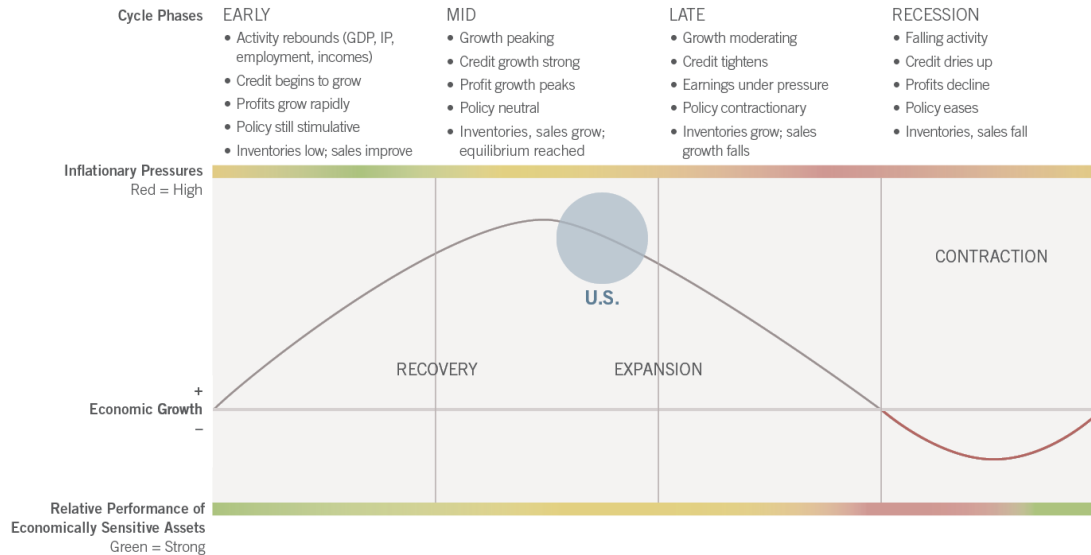 Cycle Phases
EARLY
• Activity rebounds (GDP, IP,
employment, incomes)
• Credit begins to grow
• Profits grow rapidly
• Policy still stimulative
• Inventories low; sales improve
MID
• Growth peaking
• Credit growth strong
• Profit growth peaks
• Policy neutral
• Inventories, sales grow;
equilibrium reached
LATE
• Growth moderating
• Credit tightens
• Earnings under pressure
• Policy contractionary
• Inventories grow; sales
growth falls
RECESSION
• Falling activity
• Credit dries up
• Profits decline
• Policy eases
• Inventories, sales fall
Inflationary Pressures
Red = High
CONTRACTION
U.S.
RECOVERY
EXPANSION
+
Economic Growth
–
Relative Performance of
Economically Sensitive Assets
Green = Strong